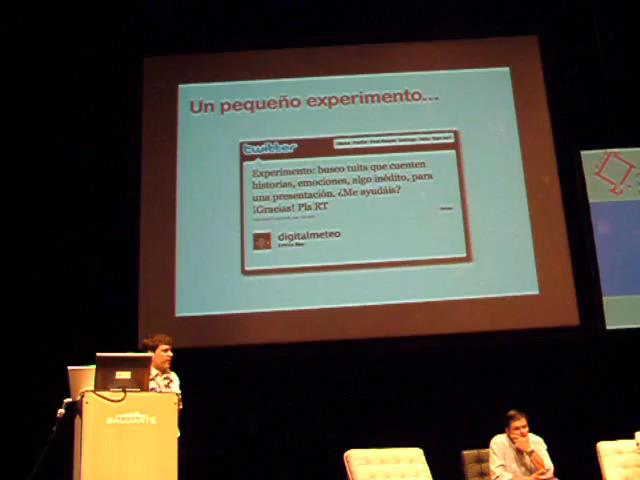 Un pequeño experimento...
twitter
Experimento: busco tuits que cuenten
historias, emociones, algo inédito, para
una presentación. ¿Me ayudáis?
¡Gracias! Pls RT
digitalmeteo
BALUARTE